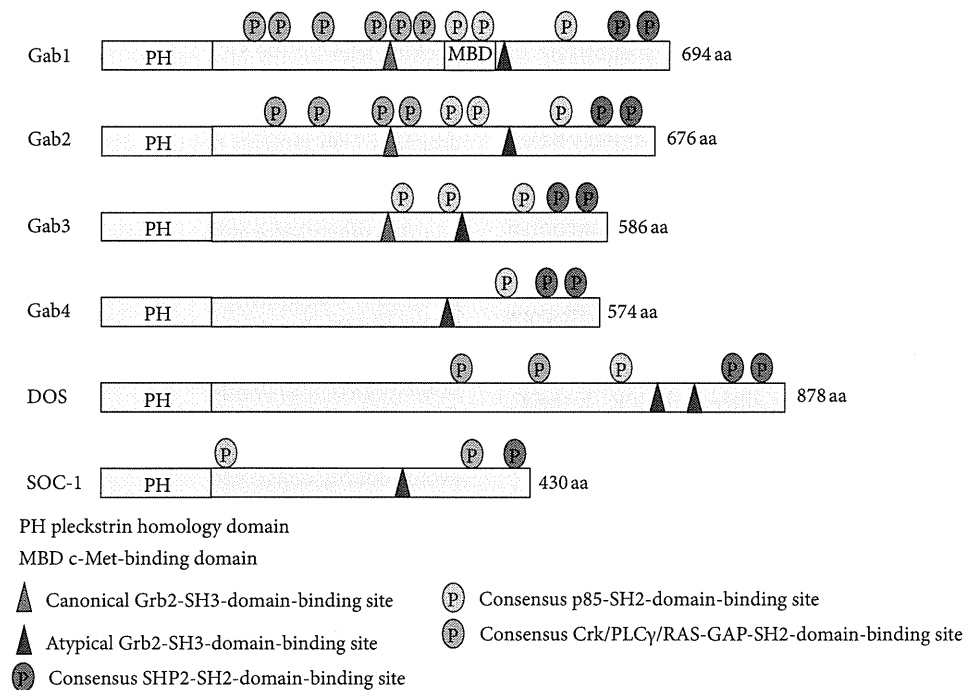 P P P P P P P P P P P
Gab1 PH MBD 694 aa
P P P P P P P P P
Gab2 PH 676 aa
P P P P P
Gab3 PH 586 aa
P P P
Gab4 PH 574 aa
P P P P P
DOS PH 878 aa
P P P
SOC-1 PH 430 aa
PH pleckstrin homology domain
MBD c-Met-binding domain
Canonical Grb2-SH3-domain-binding site
P Consensus p85-SH2-domain-binding site
Atypical Grb2-SH3-domain-binding site
P Consensus Crk/PLCγ/RAS-GAP-SH2-domain-binding site
P Consensus SHP2-SH2-domain-binding site